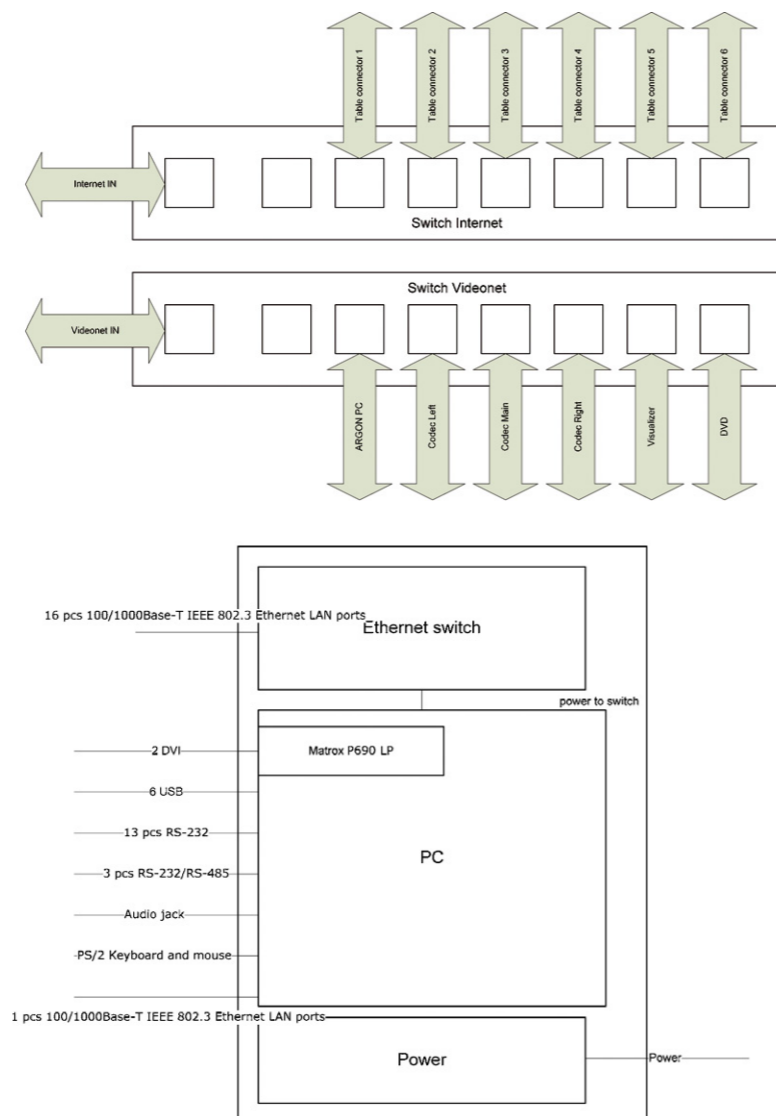 Table connector 1
Table connector 2
Table connector 3
Table connector 4
Table connector 5
Table connector 6
Internet IN
Switch Internet
Switch Videonet
Videonet IN
ARGON PC
Codec Left
Codec Main
Codec Right
Visualizer
DVD
16 pcs 100/1000Base-T IEEE 802.3 Ethernet LAN ports
Ethernet switch
power to switch
2 DVI
Matrox P690 LP
6 USB
13 pcs RS-232
PC
3 pcs RS-232/RS-485
Audio jack
PS/2 Keyboard and mouse
1 pcs 100/1000Base-T IEEE 802.3 Ethernet LAN ports
Power
Power